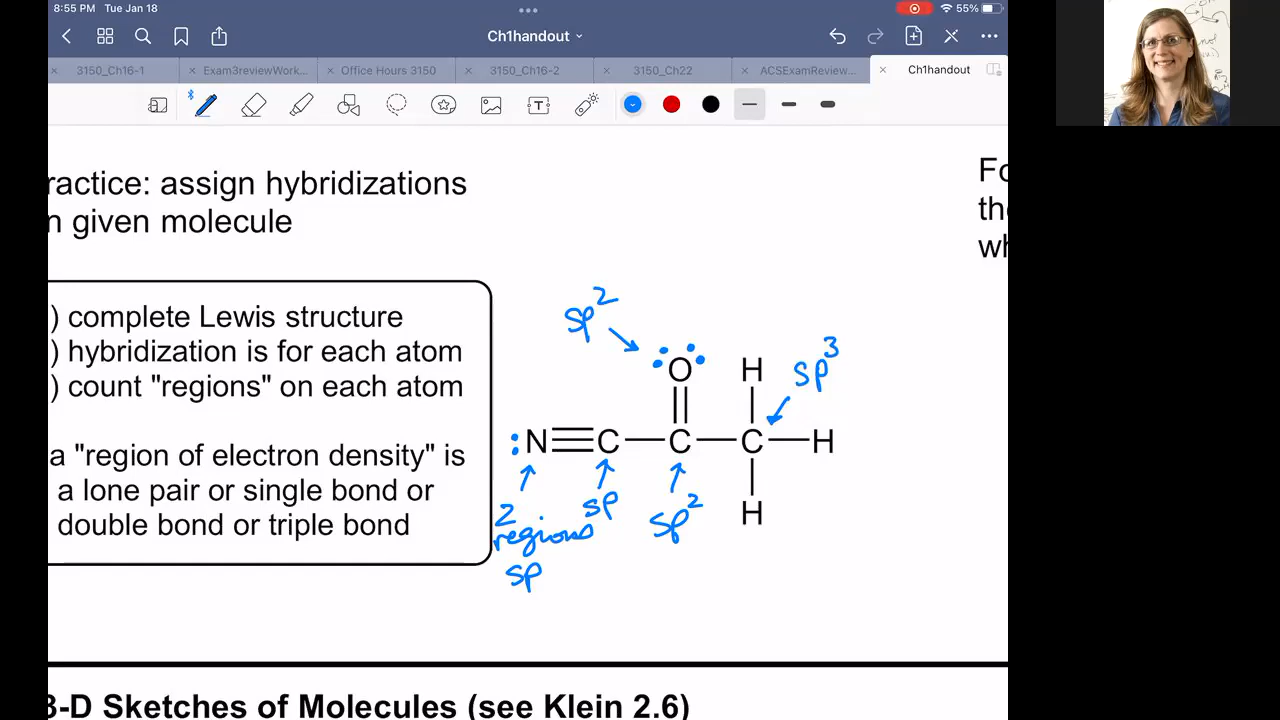 8:55 PM Tue Jan 18
55%
Ch1handout
3150_Ch16-1
Exam3reviewWork...
Office Hours 3150
3150_Ch16-2
3150_Ch22
ACSExamReview...
Ch1handout
T
ractice: assign hybridizations
n given molecule
Fo
the
wh
) complete Lewis structure
) hybridization is for each atom
) count "regions" on each atom
a "region of electron density" is
a lone pair or single bond or
double bond or triple bond
sp²
:Ö: H sp³
:N≡C—C—C—H
H
2 regions sp
sp
sp²
3-D Sketches of Molecules (see Klein 2.6)